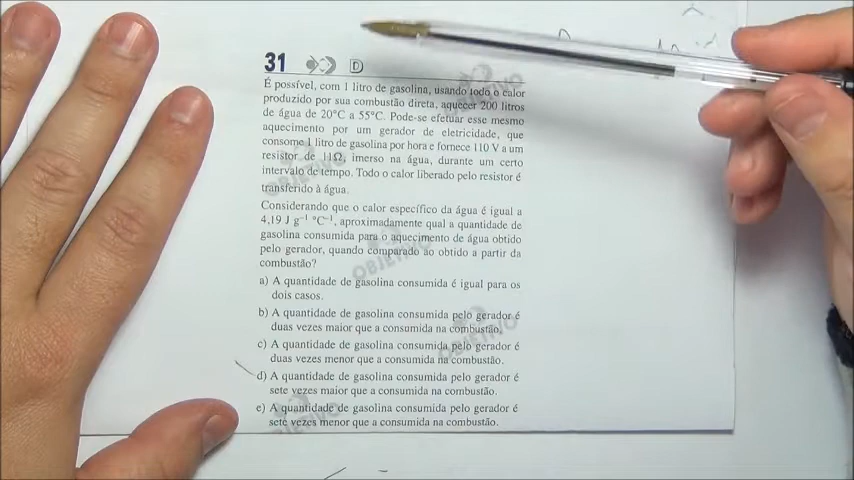 31 D
É possível, com 1 litro de gasolina, usando todo o calor
produzido por sua combustão direta, aquecer 200 litros
de água de 20°C a 55°C. Pode-se efetuar esse mesmo
aquecimento por um gerador de eletricidade, que
consome 1 litro de gasolina por hora e fornece 110 V a um
resistor de 11Ω, imerso na água, durante um certo
intervalo de tempo. Todo o calor liberado pelo resistor é
transferido à água.
Considerando que o calor específico da água é igual a
4,19 J g⁻¹ °C⁻¹, aproximadamente qual a quantidade de
gasolina consumida para o aquecimento de água obtido
pelo gerador, quando comparado ao obtido a partir da
combustão?
a) A quantidade de gasolina consumida é igual para os
dois casos.
b) A quantidade de gasolina consumida pelo gerador é
duas vezes maior que a consumida na combustão.
c) A quantidade de gasolina consumida pelo gerador é
duas vezes menor que a consumida na combustão.
d) A quantidade de gasolina consumida pelo gerador é
sete vezes maior que a consumida na combustão.
e) A quantidade de gasolina consumida pelo gerador é
sete vezes menor que a consumida na combustão.
OBJETIVO
OBJETIVO
OBJETIVO
OBJETIVO
OBJETIVO